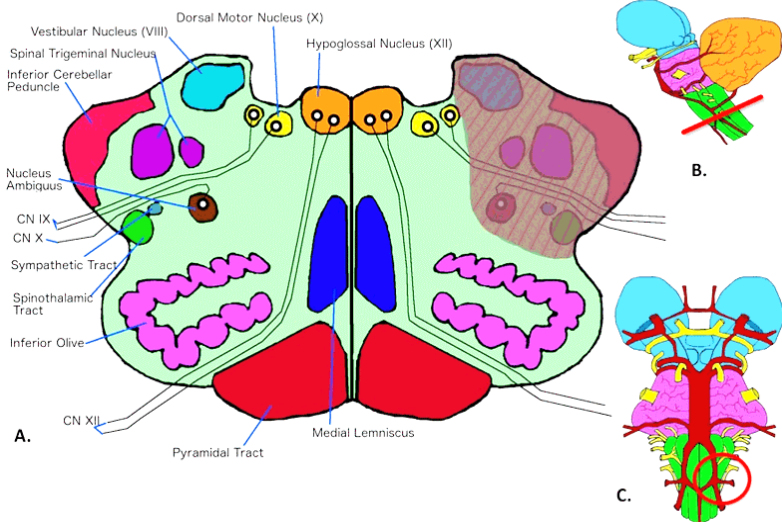 Dorsal Motor Nucleus (X)
Vestibular Nucleus (VIII)
Hypoglossal Nucleus (XII)
Spinal Trigeminal Nucleus
Inferior Cerebellar
Peduncle
Nucleus
Ambiquus
CN IX
CN X
Sympathetic Tract
Spinothalamic
Tract
Inferior Olive
CN XII
Medial Lemniscus
Pyramidal Tract
A.
B.
C.